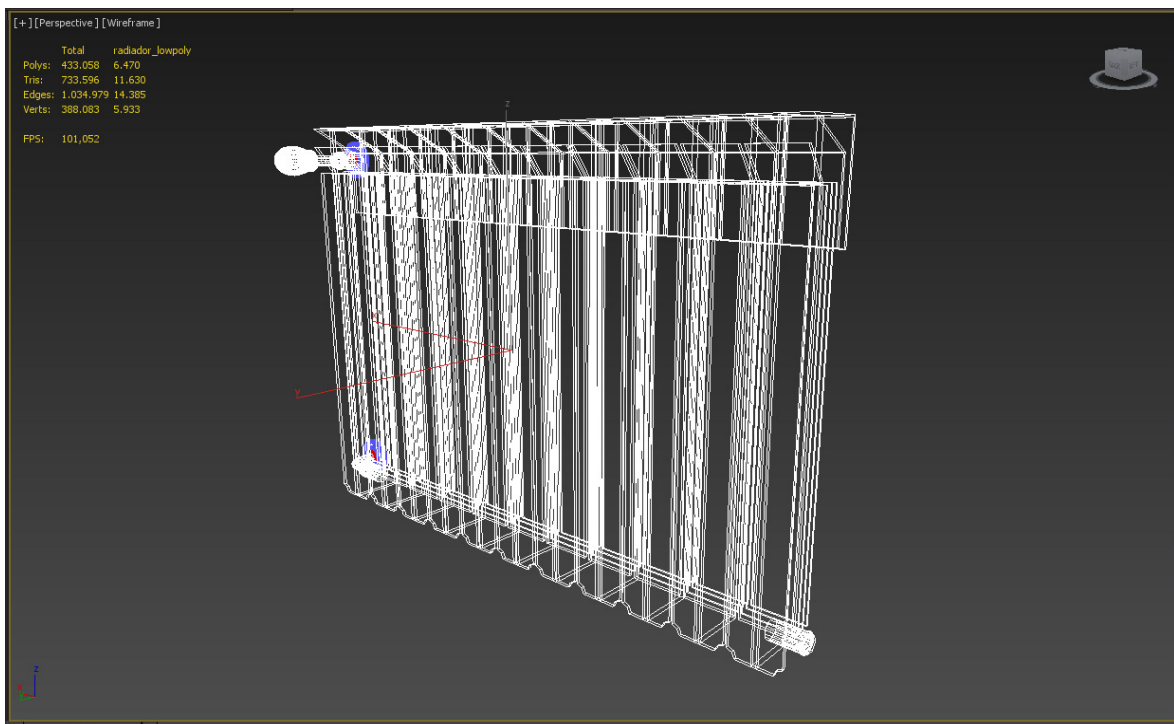 [+][Perspective][Wireframe]
Total radiador_lowpoly
Polys: 433.058 6.470
Tris: 733.596 11.630
Edges: 1.034.979 14.385
Verts: 388.083 5.933
FPS: 101,052
z
x
y
z
x